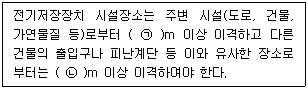 전기저장장치 시설장소는 주변 시설(도로, 건물,
가연물질 등)로부터 ( ㉠ )m 이상 이격하고 다른
건물의 출입구나 피난계단 등 이와 유사한 장소로
부터는 ( ㉡ )m 이상 이격하여야 한다.